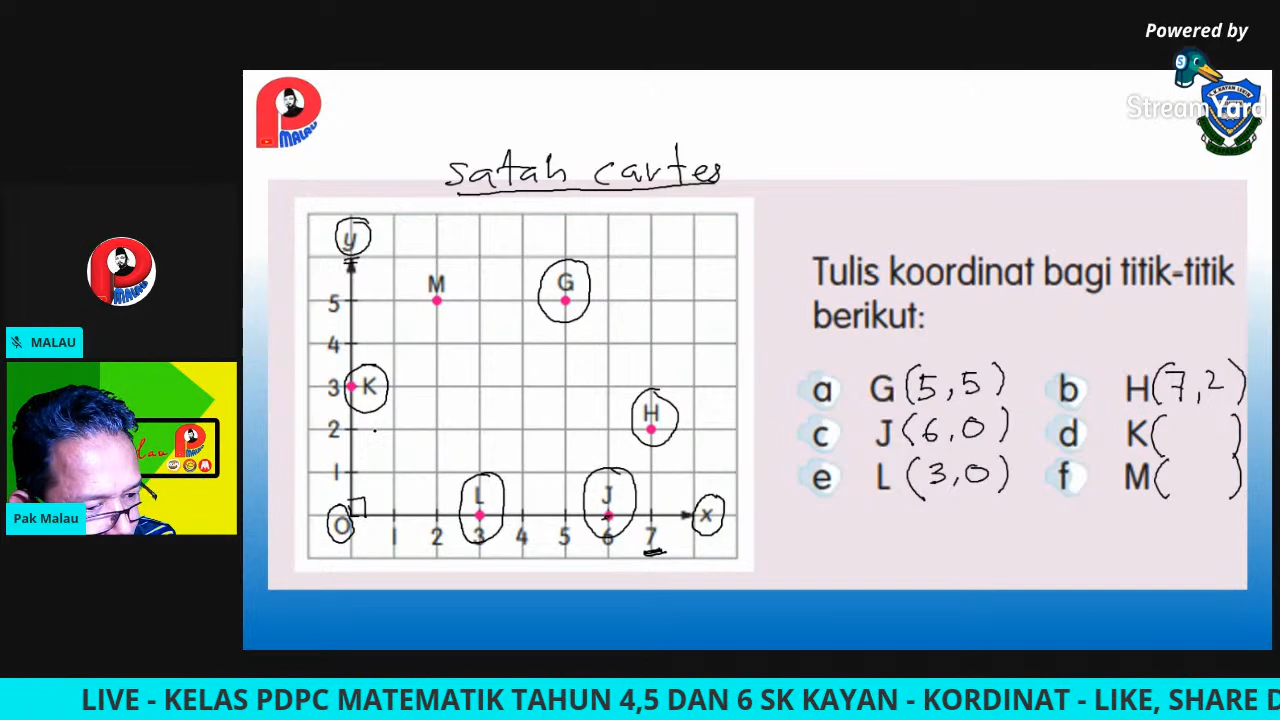 Powered by
StreamYard
P
MALAU
satah cartes
y
M
G
5
4
3
K
H
2
1
L
J
O
x
1 2 3 4 5 6 7
Tulis koordinat bagi titik-titik
berikut:
a G (5,5) b H (7,2)
c J (6,0) d K ( )
e L (3,0) f M ( )
MALAU
Pak Malau
LIVE - KELAS PDPC MATEMATIK TAHUN 4,5 DAN 6 SK KAYAN - KORDINAT - LIKE, SHARE D